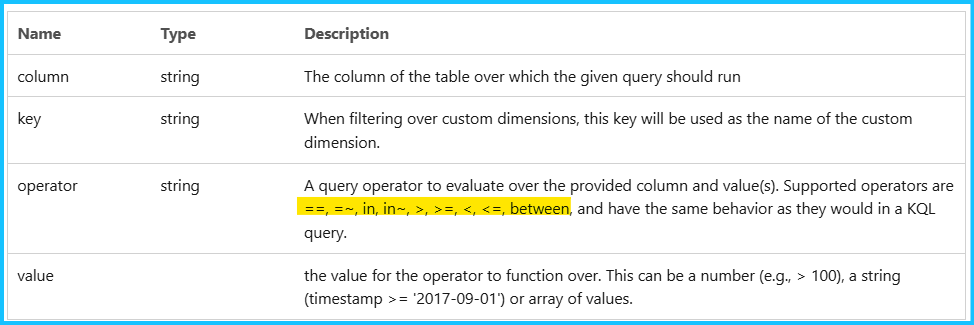 Name Type Description
column string The column of the table over which the given query should run
key string When filtering over custom dimensions, this key will be used as the name of the custom
dimension.
operator string A query operator to evaluate over the provided column and value(s). Supported operators are
==, =~, in, in~, >, >=, <, <=, between, and have the same behavior as they would in a KQL
query.
value the value for the operator to function over. This can be a number (e.g., > 100), a string
(timestamp >= '2017-09-01') or array of values.